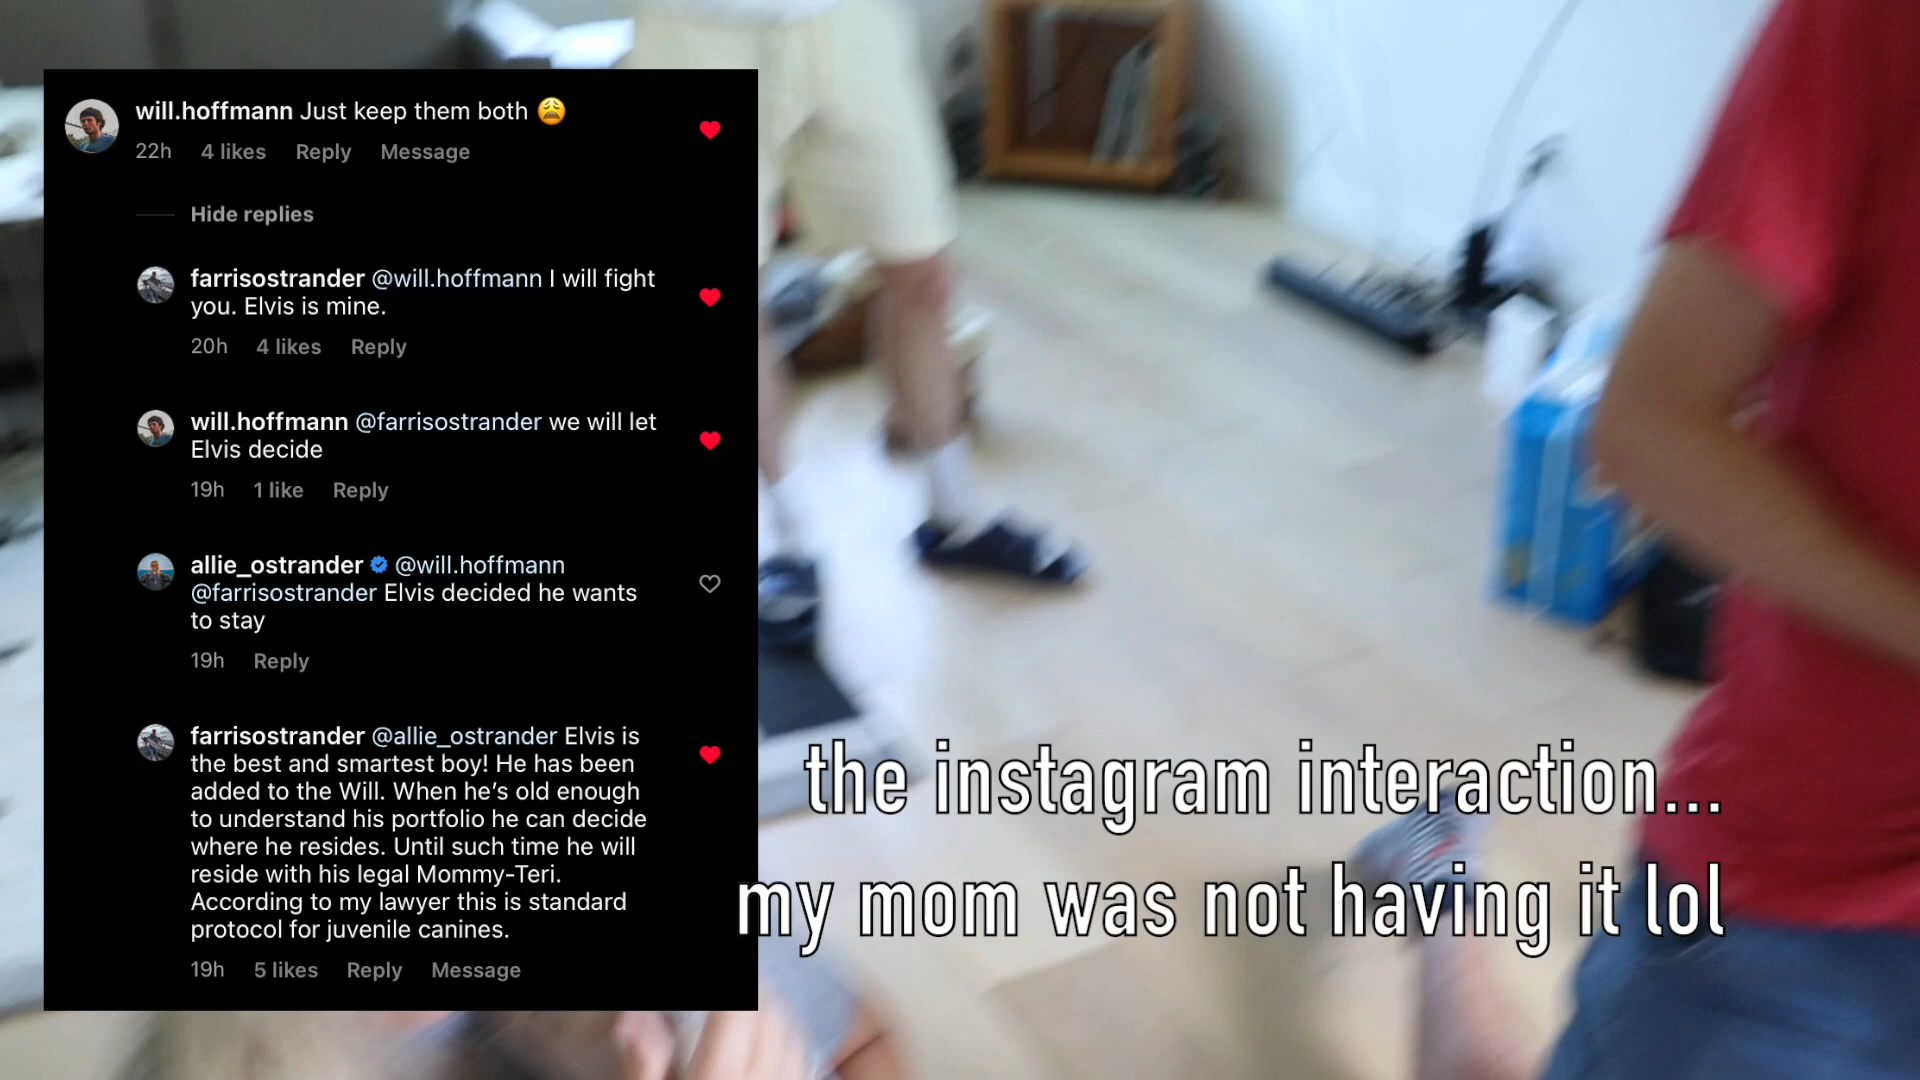 will.hoffmann Just keep them both 😩
22h 4 likes Reply Message
Hide replies
farrisostrander @will.hoffmann I will fight
you. Elvis is mine.
20h 4 likes Reply
will.hoffmann @farrisostrander we will let
Elvis decide
19h 1 like Reply
allie_ostrander @will.hoffmann
@farrisostrander Elvis decided he wants
to stay
19h Reply
farrisostrander @allie_ostrander Elvis is
the best and smartest boy! He has been
added to the Will. When he’s old enough
to understand his portfolio he can decide
where he resides. Until such time he will
reside with his legal Mommy-Teri.
According to my lawyer this is standard
protocol for juvenile canines.
19h 5 likes Reply Message
the instagram interaction...
my mom was not having it lol